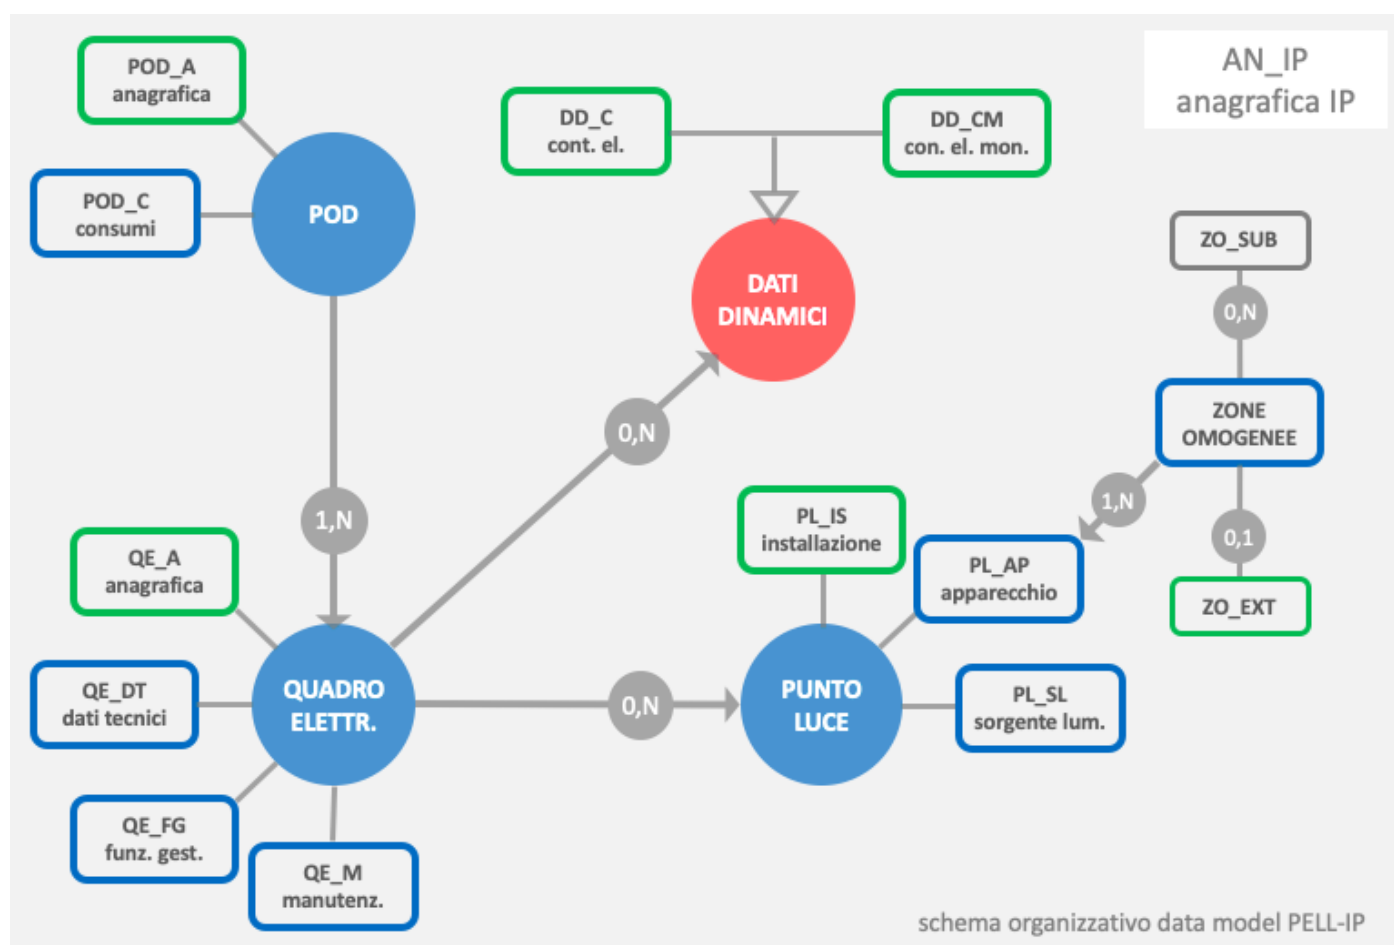 POD_A
anagrafica
AN_IP
anagrafica IP
DD_C
cont. el.
DD_CM
con. el. mon.
POD_C
consumi
POD
ZO_SUB
DATI
DINAMICI
0,N
ZONE
OMOGENEE
0,N
1,N
1,N
PL_IS
installazione
0,1
QE_A
anagrafica
PL_AP
apparecchio
ZO_EXT
QE_DT
dati tecnici
QUADRO
ELETTR.
0,N
PUNTO
LUCE
PL_SL
sorgente lum.
QE_FG
funz. gest.
QE_M
manutenz.
schema organizzativo data model PELL-IP